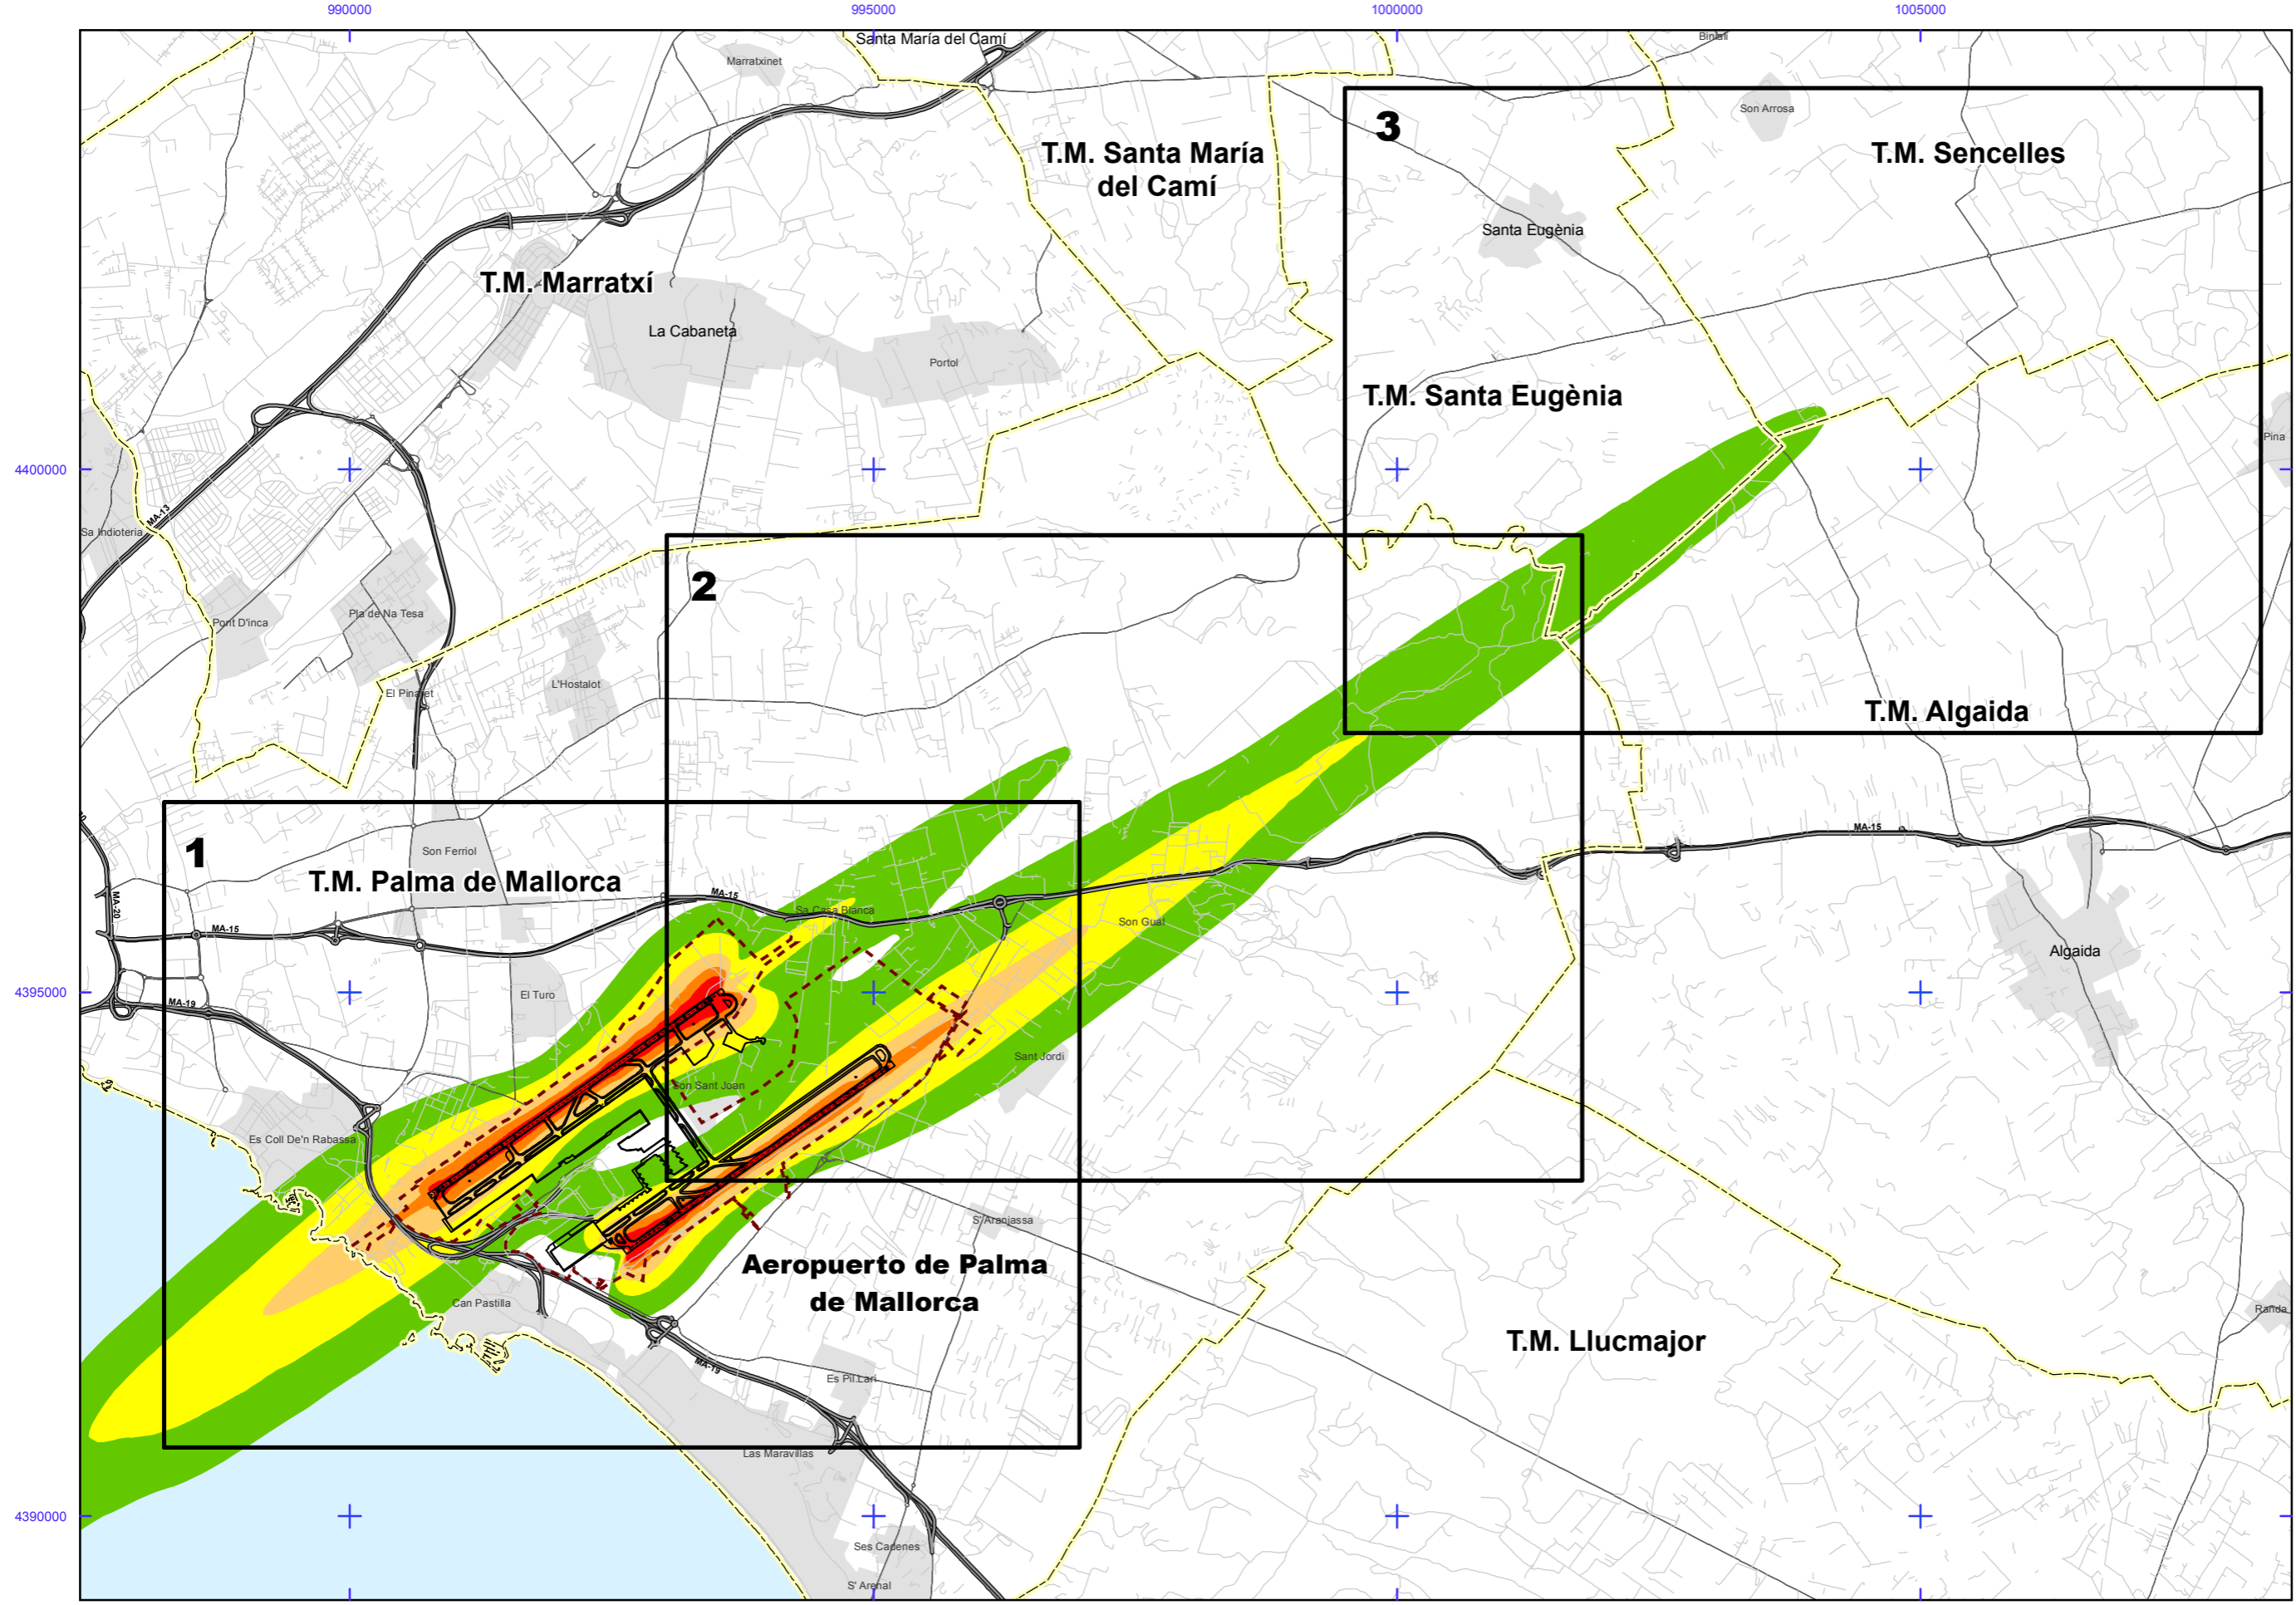 990000
995000
1000000
1005000
Santa María del Camí
Biniali
Marratxinet
Son Arrosa
3
T.M. Santa María
del Camí
T.M. Sencelles
Santa Eugènia
T.M. Marratxí
La Cabaneta
Portol
T.M. Santa Eugènia
Pina
4400000
MA-13
Sa Indioteria
2
Pla de Na Tesa
Pont D'inca
L'Hostalot
El Pinaret
T.M. Algaida
1
Son Ferriol
MA-15
T.M. Palma de Mallorca
MA-20
MA-15
Sa Casa Blanca
Son Gual
MA-15
Algaida
4395000
El Turo
MA-19
Sant Jordi
Son Sant Joan
Es Coll De'n Rabassa
S'Aranjassa
Aeropuerto de Palma
de Mallorca
Can Pastilla
Randa
T.M. Llucmajor
MA-19
Es Pil.Lari
Las Maravillas
4390000
Ses Cadenes
S' Arenal